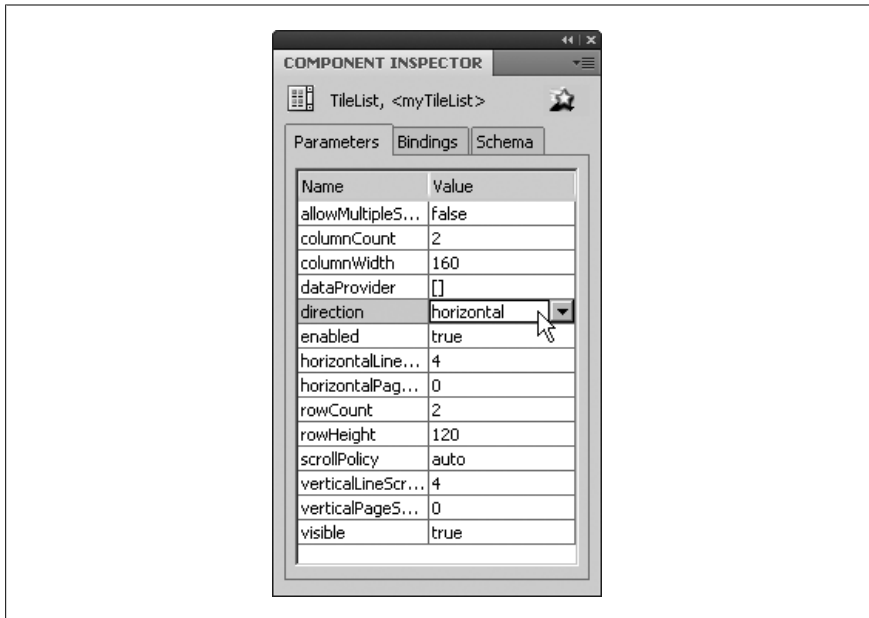 COMPONENT INSPECTOR
TileList, <myTileList>
Parameters Bindings Schema
Name Value
allowMultipleS... false
columnCount 2
columnWidth 160
dataProvider []
direction horizontal
enabled true
horizontalLine... 4
horizontalPag... 0
rowCount 2
rowHeight 120
scrollPolicy auto
verticalLineScr... 4
verticalPageS... 0
visible true